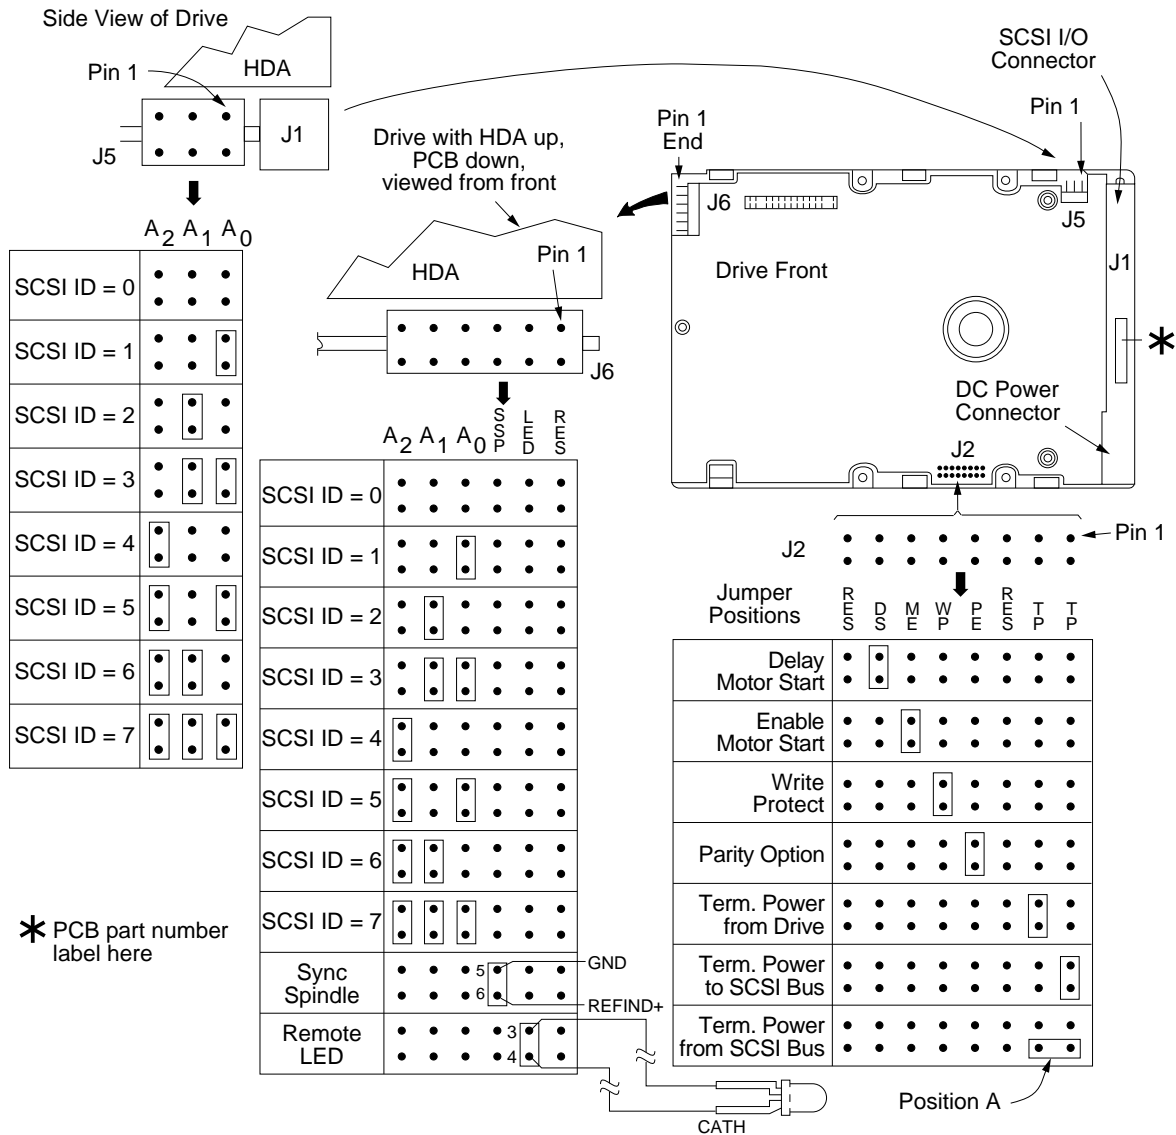 Side View of Drive
HDA
Pin 1
J1
J5
A2 A1 A0
SCSI ID = 0
SCSI ID = 1
SCSI ID = 2
SCSI ID = 3
SCSI ID = 4
SCSI ID = 5
SCSI ID = 6
SCSI ID = 7
* PCB part number
label here
Drive with HDA up,
PCB down,
viewed from front
Pin 1
HDA
J6
A2 A1 A0 SSP LED RES
SCSI ID = 0
SCSI ID = 1
SCSI ID = 2
SCSI ID = 3
SCSI ID = 4
SCSI ID = 5
SCSI ID = 6
SCSI ID = 7
Sync
Spindle
5
6
GND
REFIND+
Remote
LED
3
4
CATH
SCSI I/O
Connector
Pin 1
Pin 1
End
J6
J5
J1
Drive Front
*
DC Power
Connector
J2
Pin 1
J2
Jumper
Positions
RES DS ME WP PE RES TP TP
Delay
Motor Start
Enable
Motor Start
Write
Protect
Parity Option
Term. Power
from Drive
Term. Power
to SCSI Bus
Term. Power
from SCSI Bus
Position A